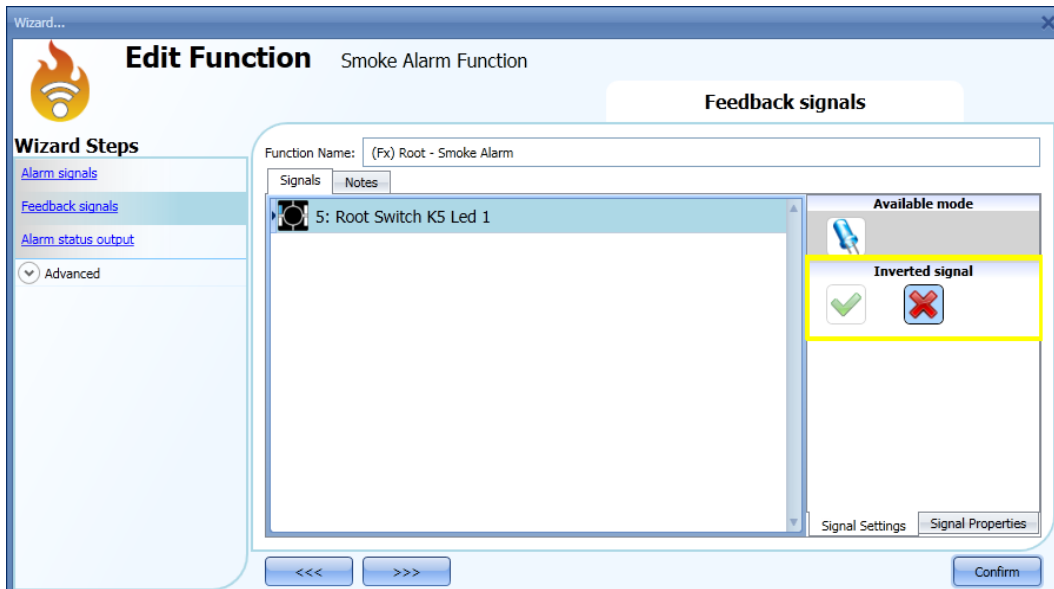 Wizard...
Edit Function Smoke Alarm Function
Feedback signals
Wizard Steps
Alarm signals
Feedback signals
Alarm status output
Advanced
Function Name: (Fx) Root - Smoke Alarm
Signals Notes
5: Root Switch K5 Led 1
Available mode
Inverted signal
Signal Settings Signal Properties
<<< >>> Confirm